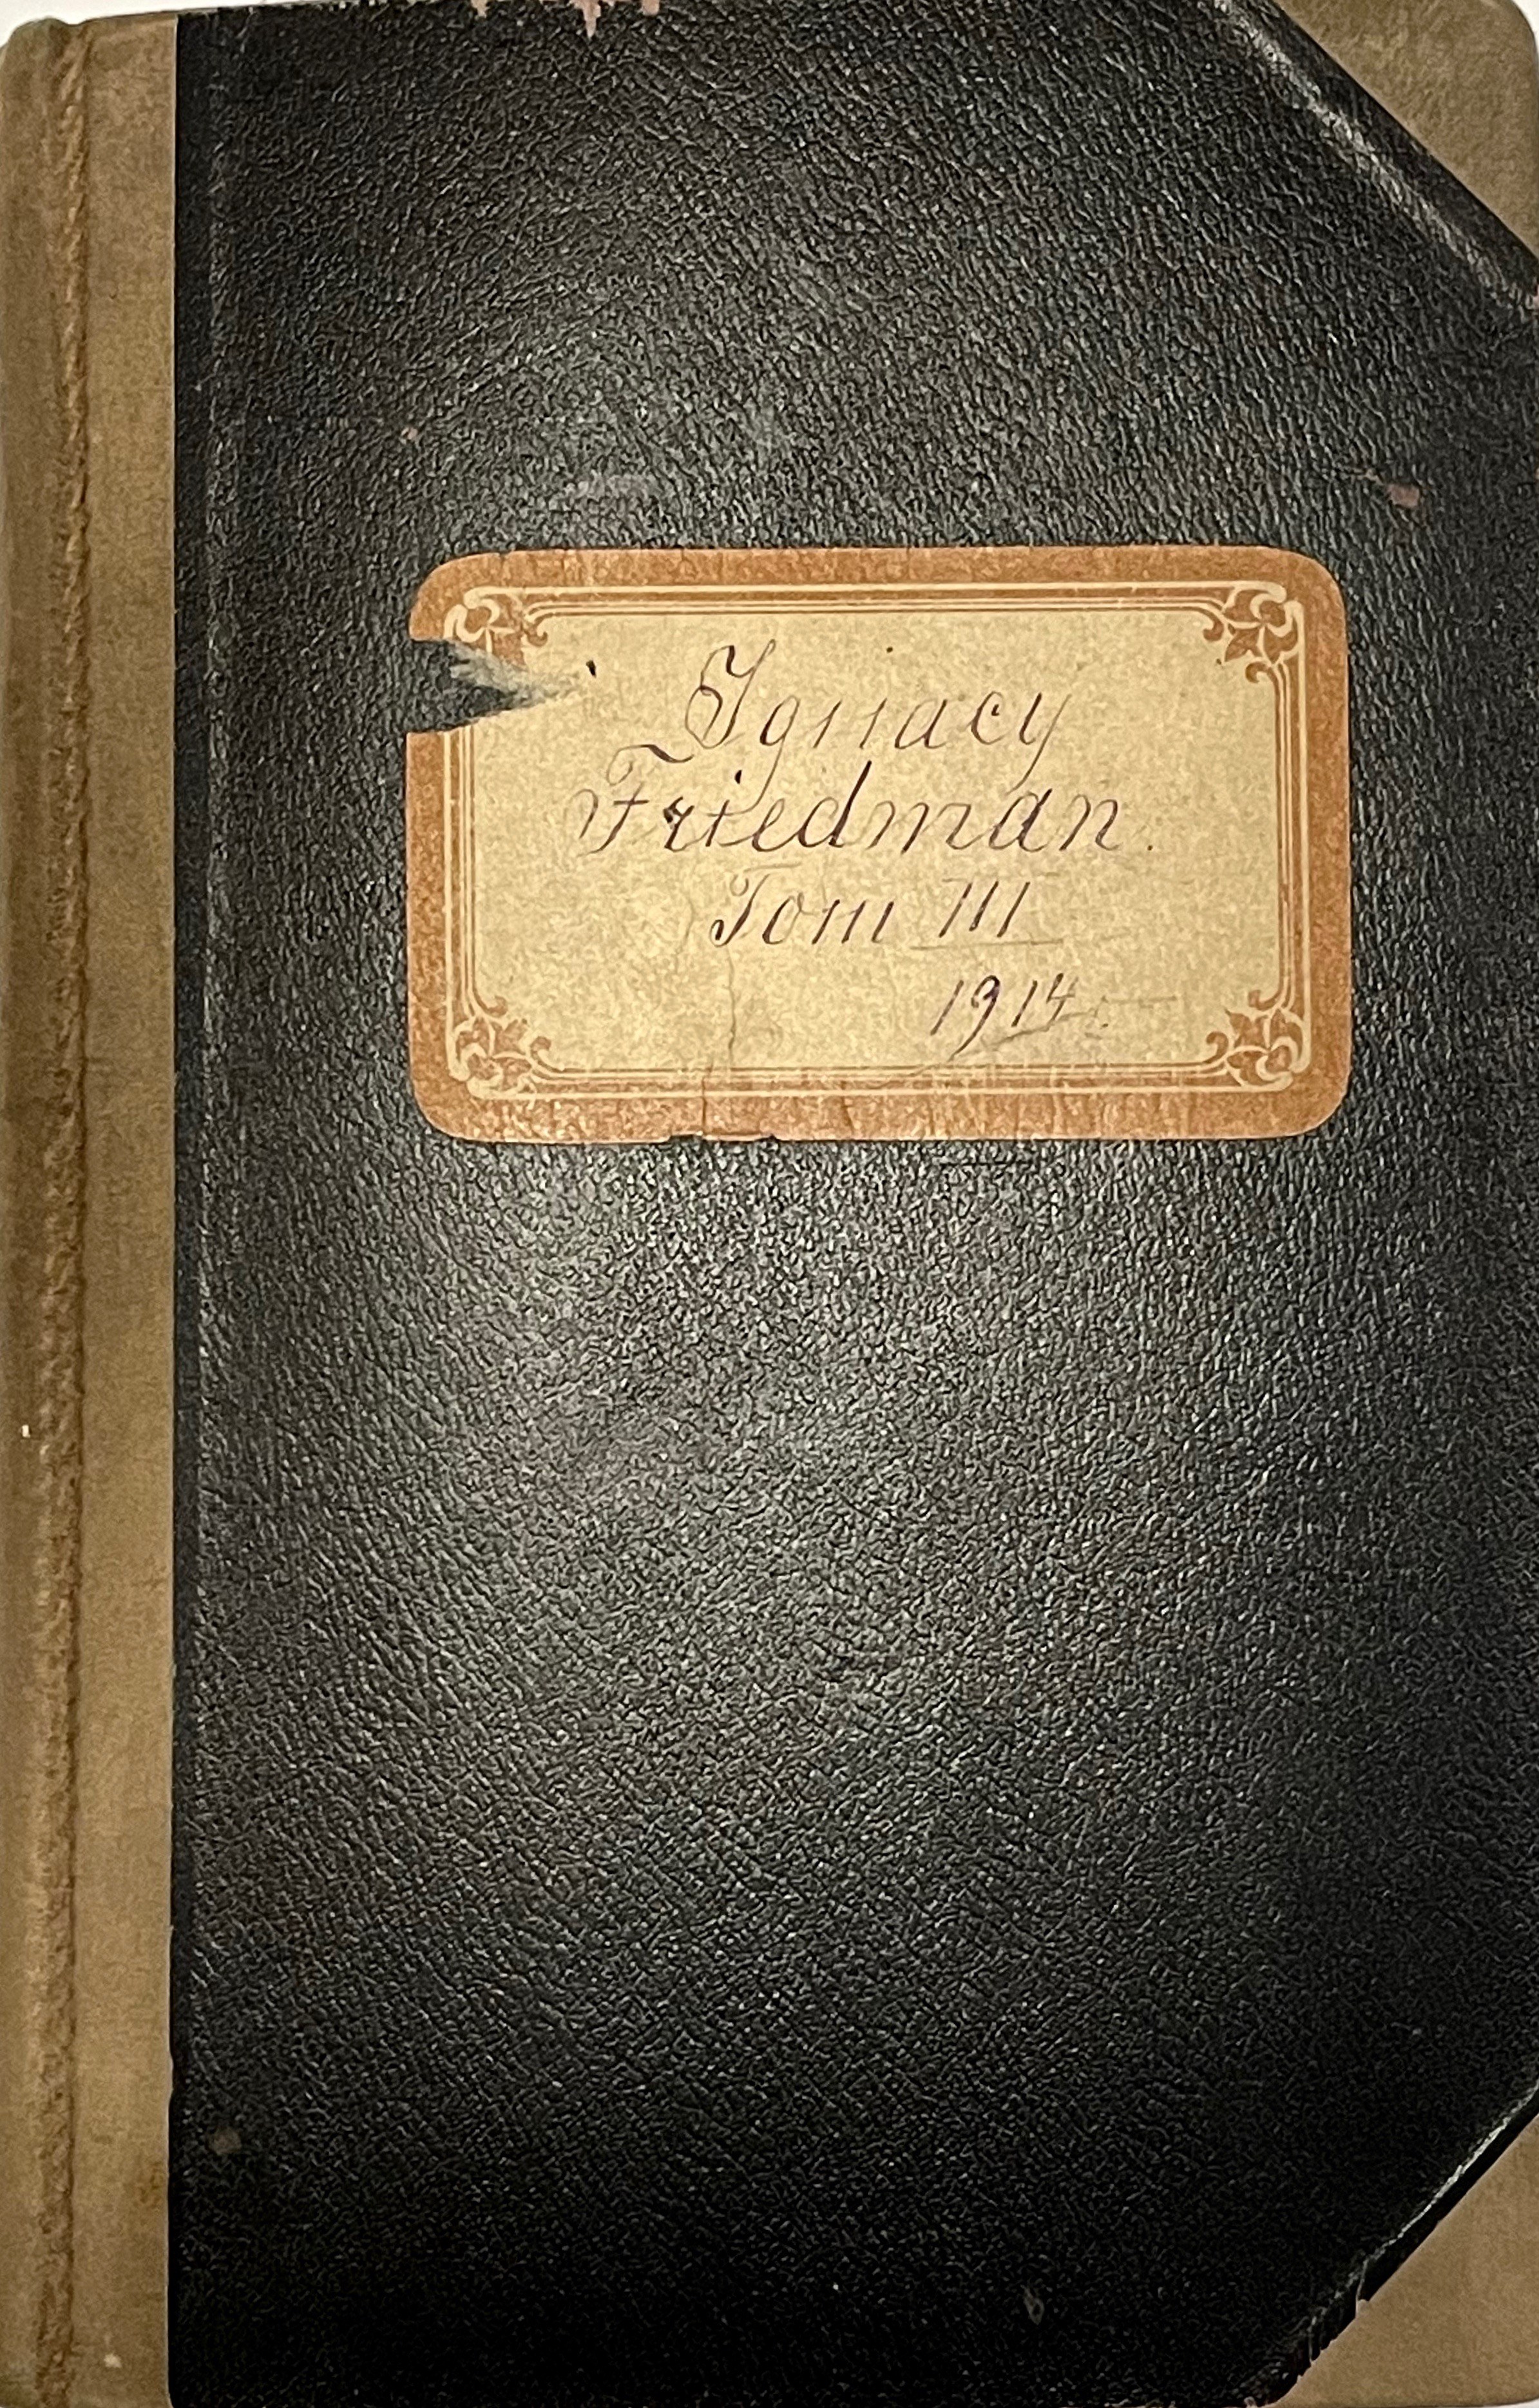 Ignacy
Friedman.
Tom III
1914